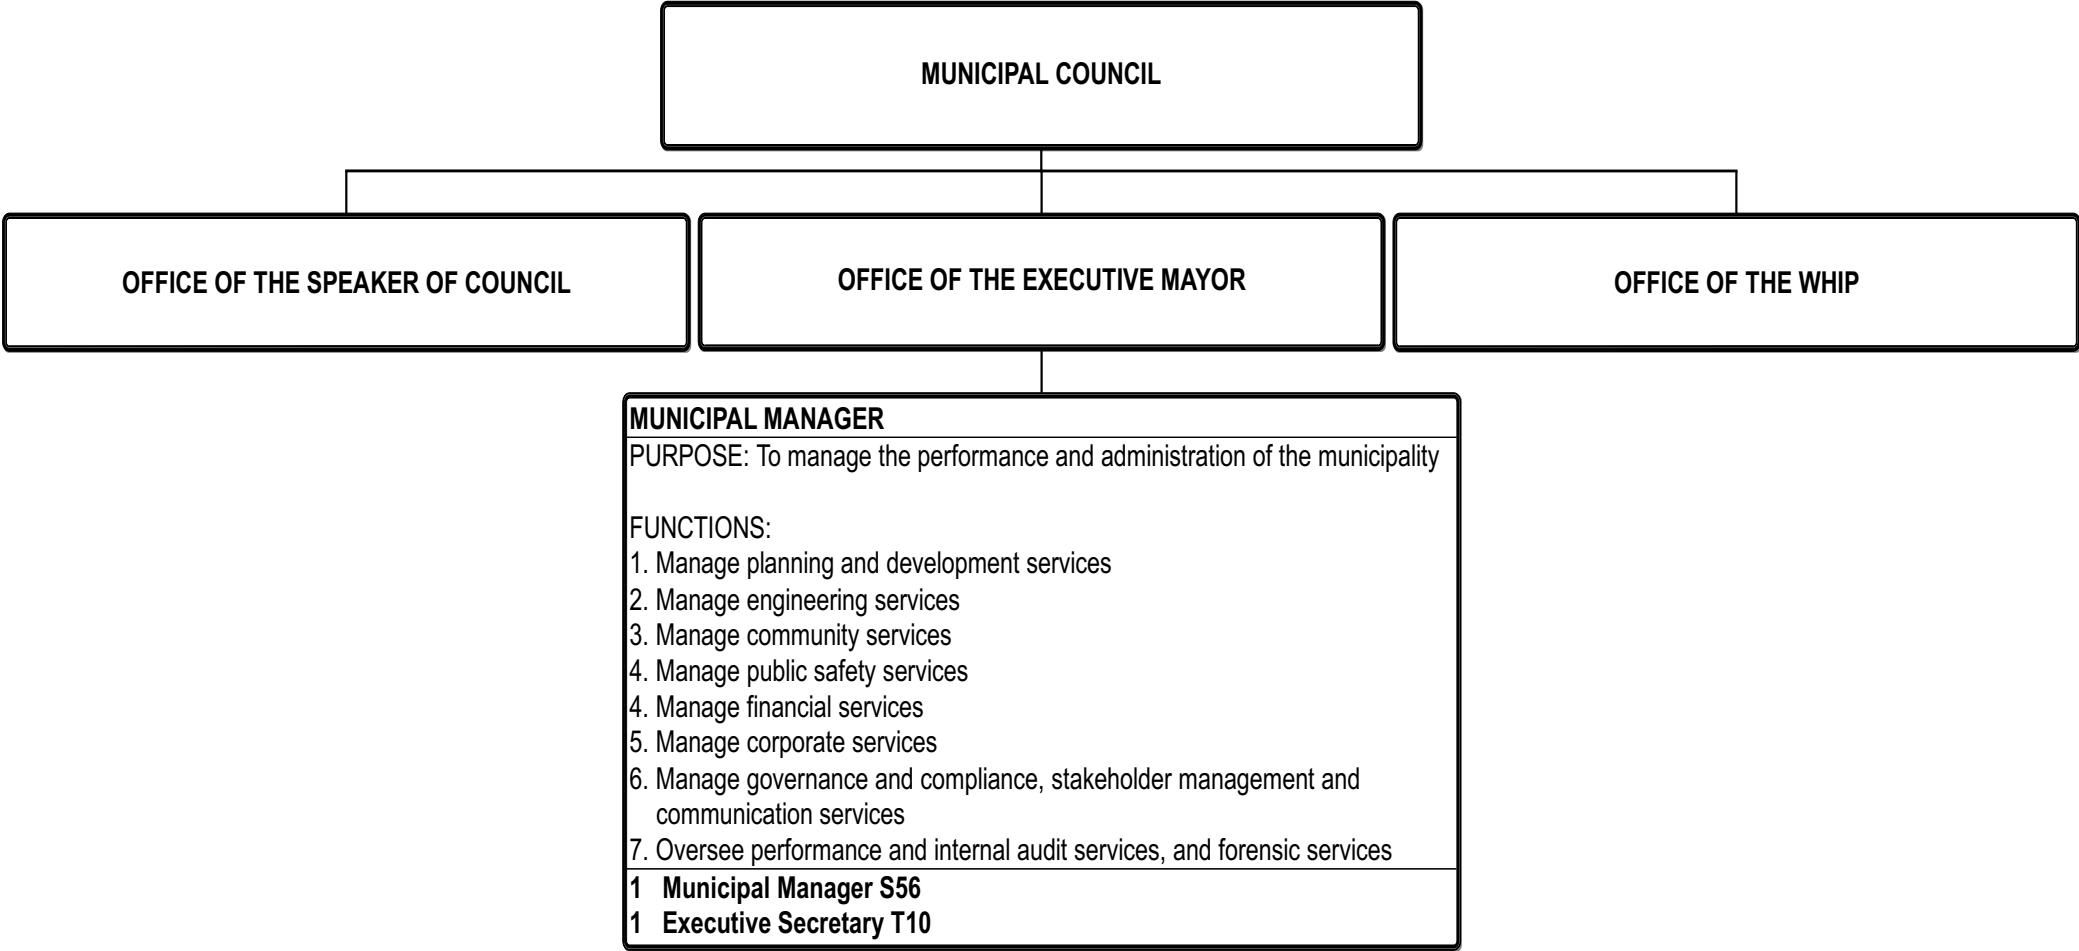 MUNICIPAL COUNCIL
OFFICE OF THE SPEAKER OF COUNCIL
OFFICE OF THE EXECUTIVE MAYOR
OFFICE OF THE WHIP
MUNICIPAL MANAGER
PURPOSE: To manage the performance and administration of the municipality
FUNCTIONS:
1. Manage planning and development services
2. Manage engineering services
3. Manage community services
4. Manage public safety services
4. Manage financial services
5. Manage corporate services
6. Manage governance and compliance, stakeholder management and
communication services
7. Oversee performance and internal audit services, and forensic services
1 Municipal Manager S56
1 Executive Secretary T10